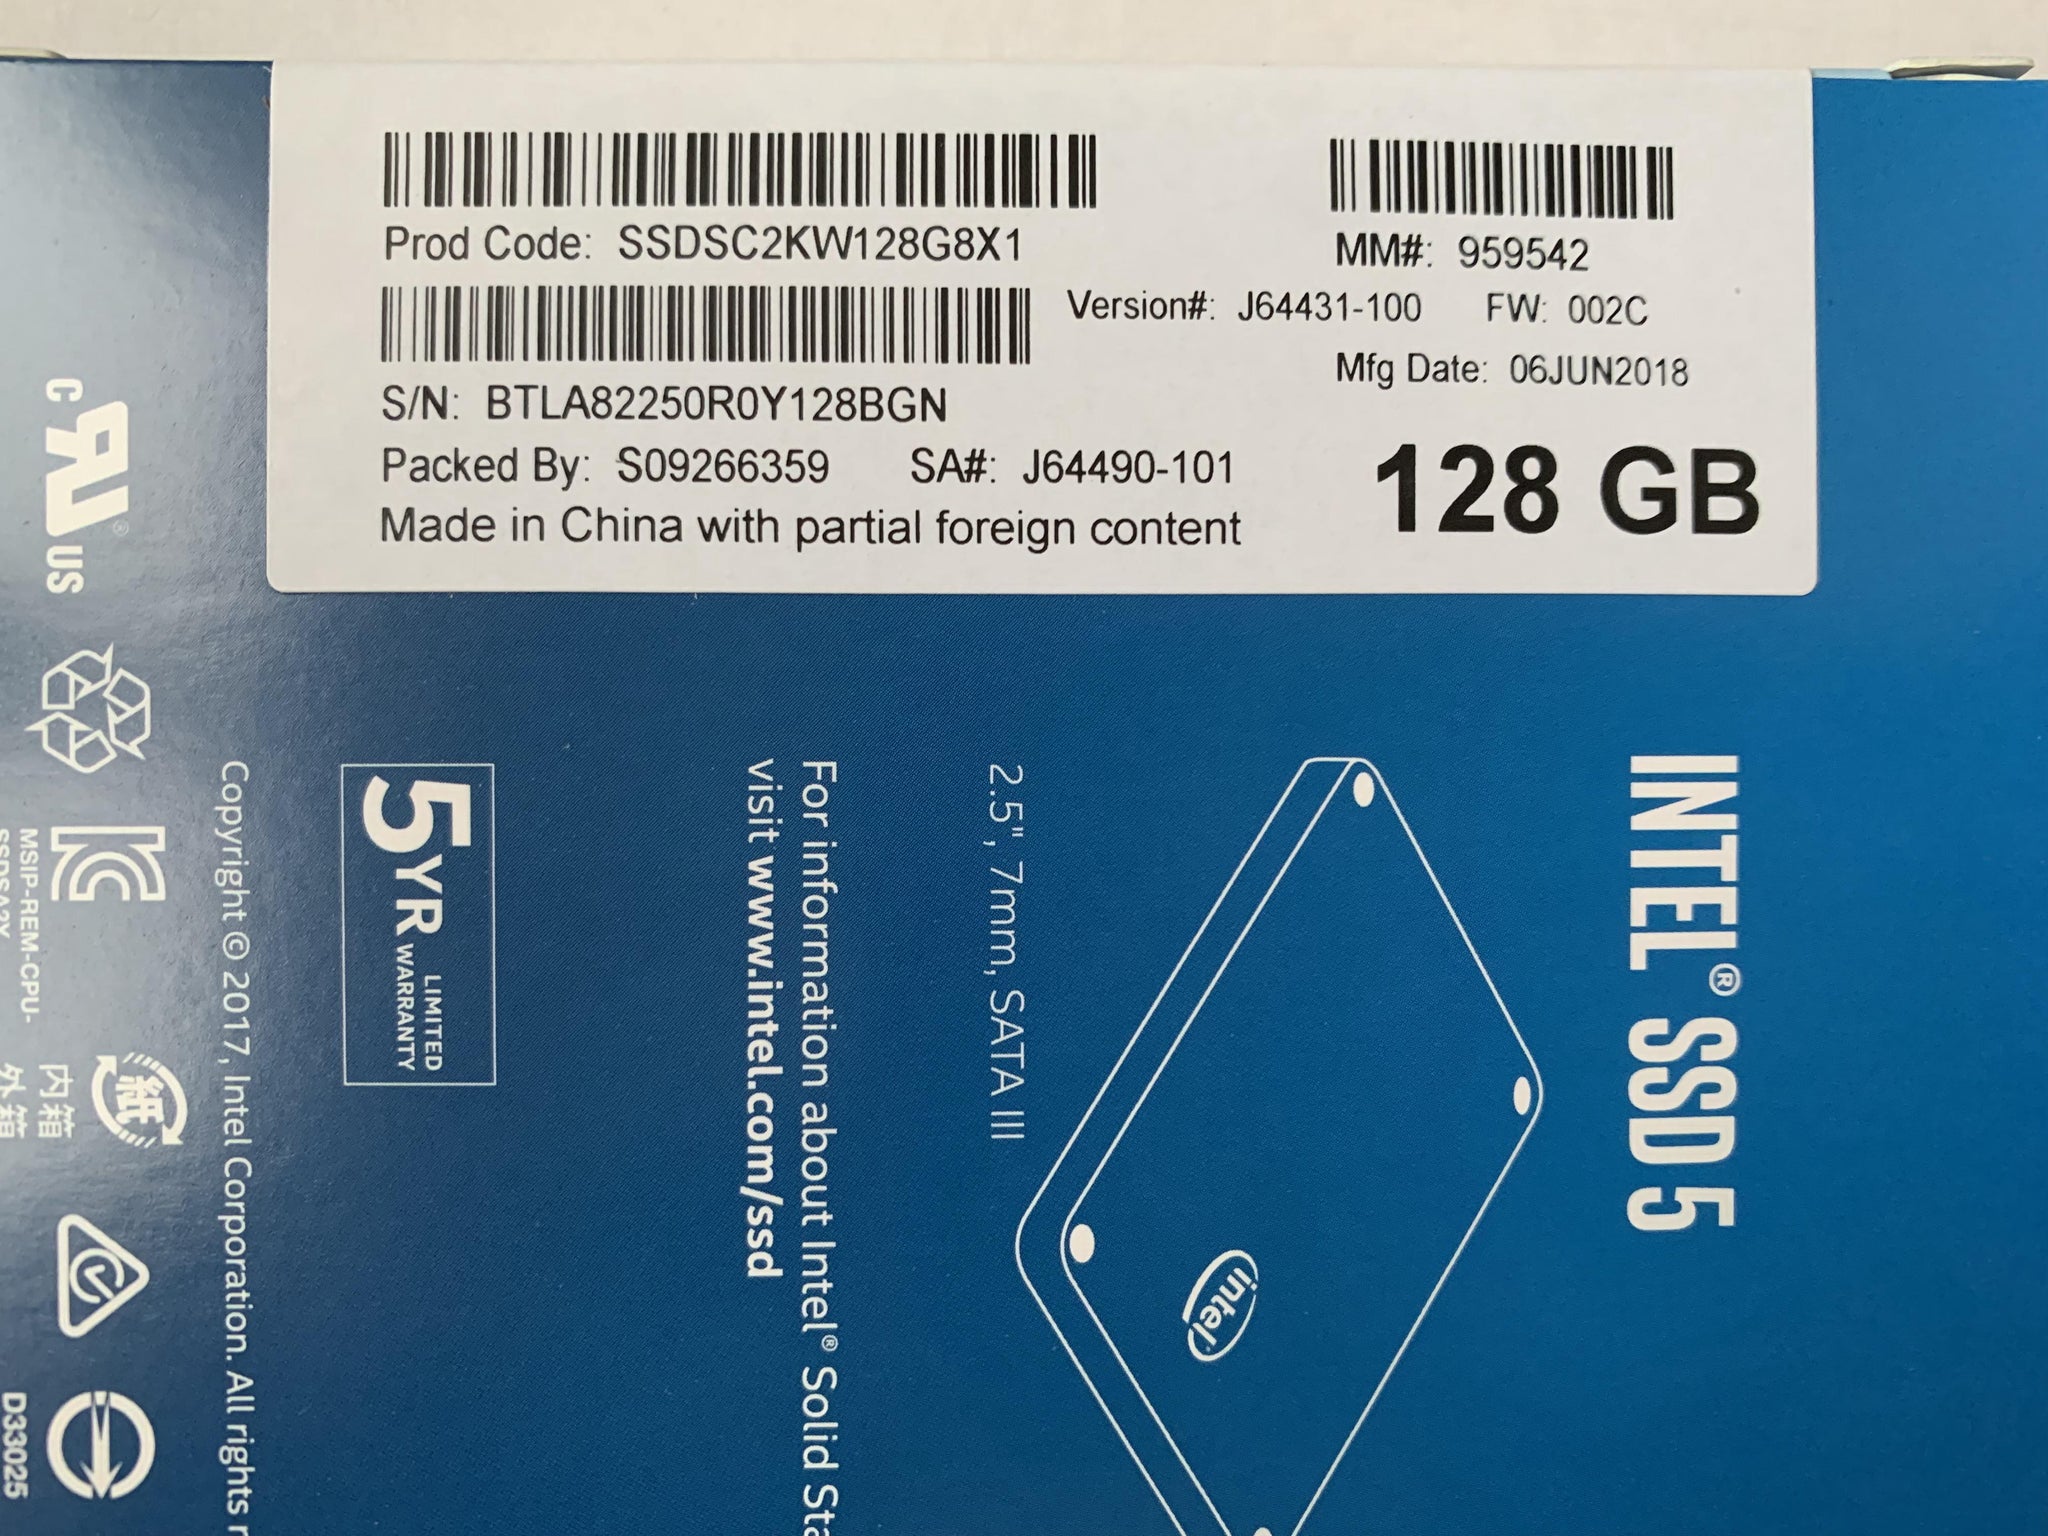 Prod Code: SSDSC2KW128G8X1
MM#: 959542
Version#: J64431-100 FW: 002C
Mfg Date: 06JUN2018
S/N: BTLA82250R0Y128BGN
Packed By: S09266359 SA#: J64490-101
Made in China with partial foreign content
128 GB
INTEL® SSD 5
intel
2.5", 7mm, SATA III
For information about Intel® Solid Sta
visit www.intel.com/ssd
5YR LIMITED
WARRANTY
Copyright © 2017, Intel Corporation. All rights r
C UL® US
MSIP-REM-CPU-
紙
内箱
外箱
D33025